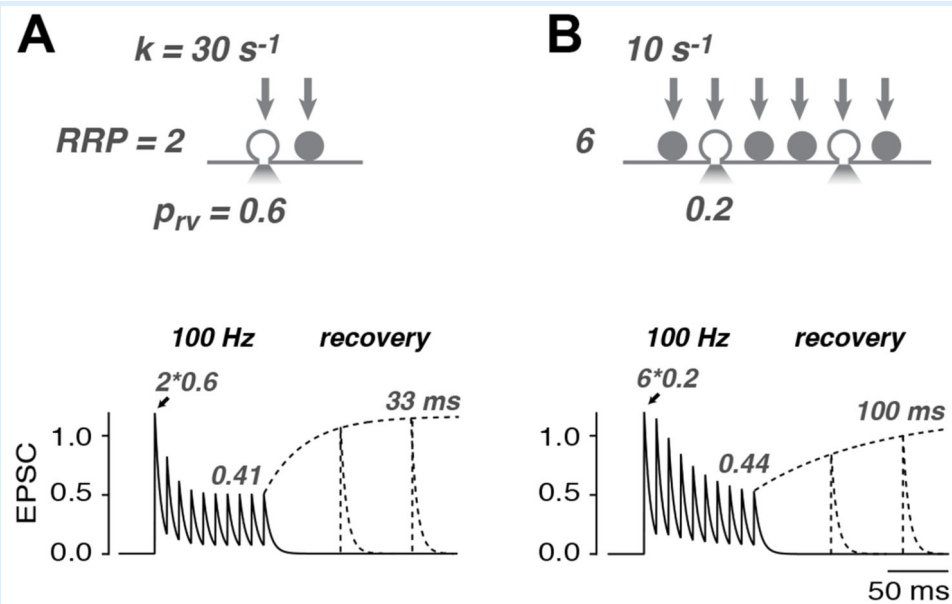 A
k = 30 s-1
RRP = 2
prv = 0.6
100 Hz
recovery
2*0.6
33 ms
0.41
EPSC
1.0
0.5
0.0
B
10 s-1
6
0.2
100 Hz
recovery
6*0.2
100 ms
0.44
1.0
0.5
0.0
50 ms